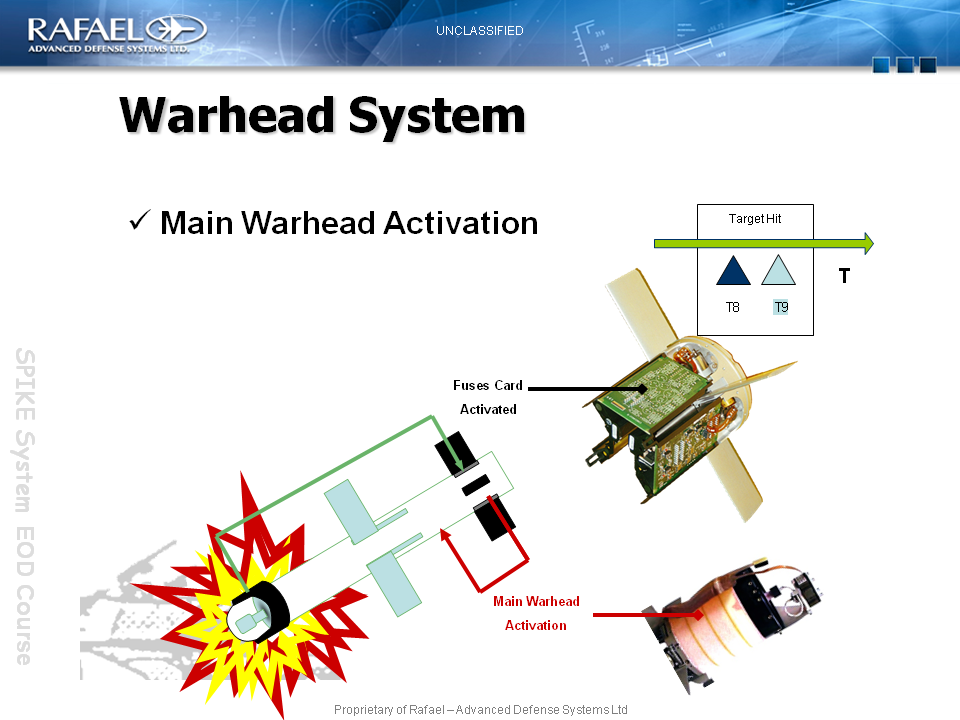 RAFAEL
ADVANCED DEFENSE SYSTEMS LTD.
UNCLASSIFIED
Warhead System
✓ Main Warhead Activation
Target Hit
T
T8
T9
Fuses Card
Activated
Main Warhead
Activation
SPIKE System EOD Course
Proprietary of Rafael – Advanced Defense Systems Ltd